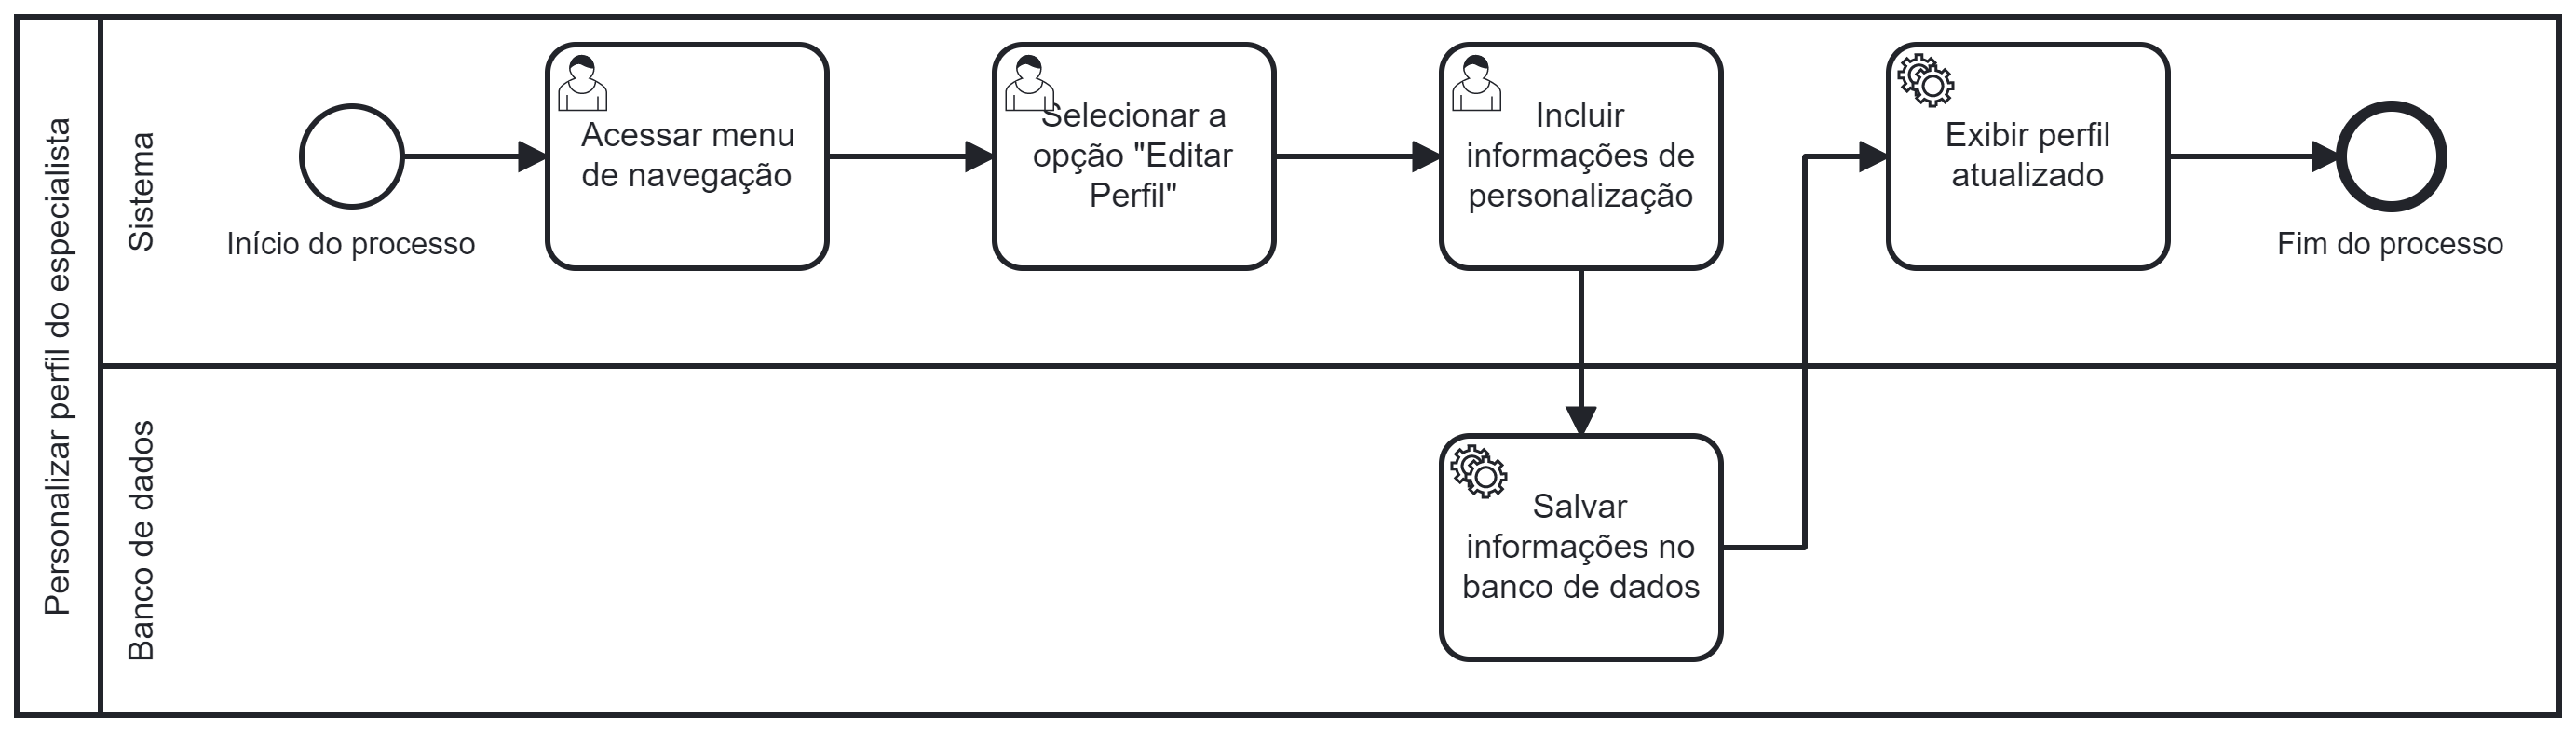 Personalizar perfil do especialista
Sistema
Início do processo
Acessar menu
de navegação
Selecionar a
opção "Editar
Perfil"
Incluir
informações de
personalização
Exibir perfil
atualizado
Fim do processo
Banco de dados
Salvar
informações no
banco de dados